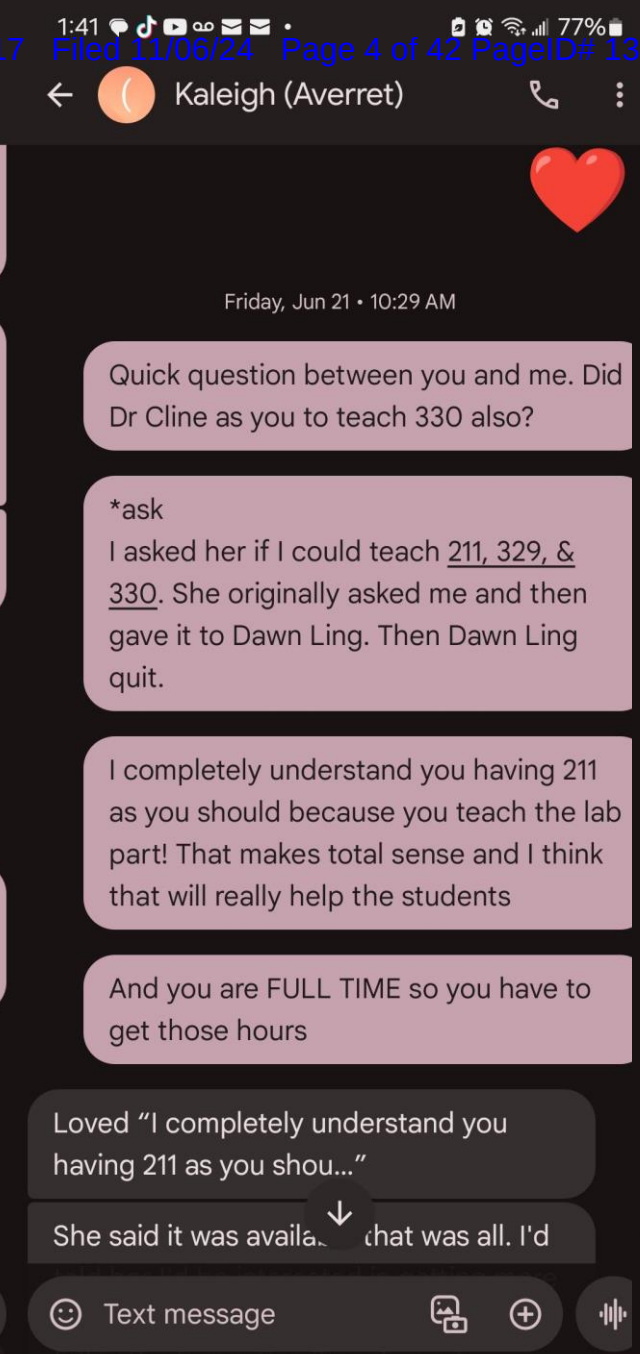 1:41 77%
17 Filed 11/06/24 Page 4 of 42 PageID# 13
Kaleigh (Averret)
Friday, Jun 21 • 10:29 AM
Quick question between you and me. Did
Dr Cline as you to teach 330 also?
*ask
I asked her if I could teach 211, 329, &
330. She originally asked me and then
gave it to Dawn Ling. Then Dawn Ling
quit.
I completely understand you having 211
as you should because you teach the lab
part! That makes total sense and I think
that will really help the students
And you are FULL TIME so you have to
get those hours
Loved “I completely understand you
having 211 as you shou...”
She said it was that was all. I'd
Text message